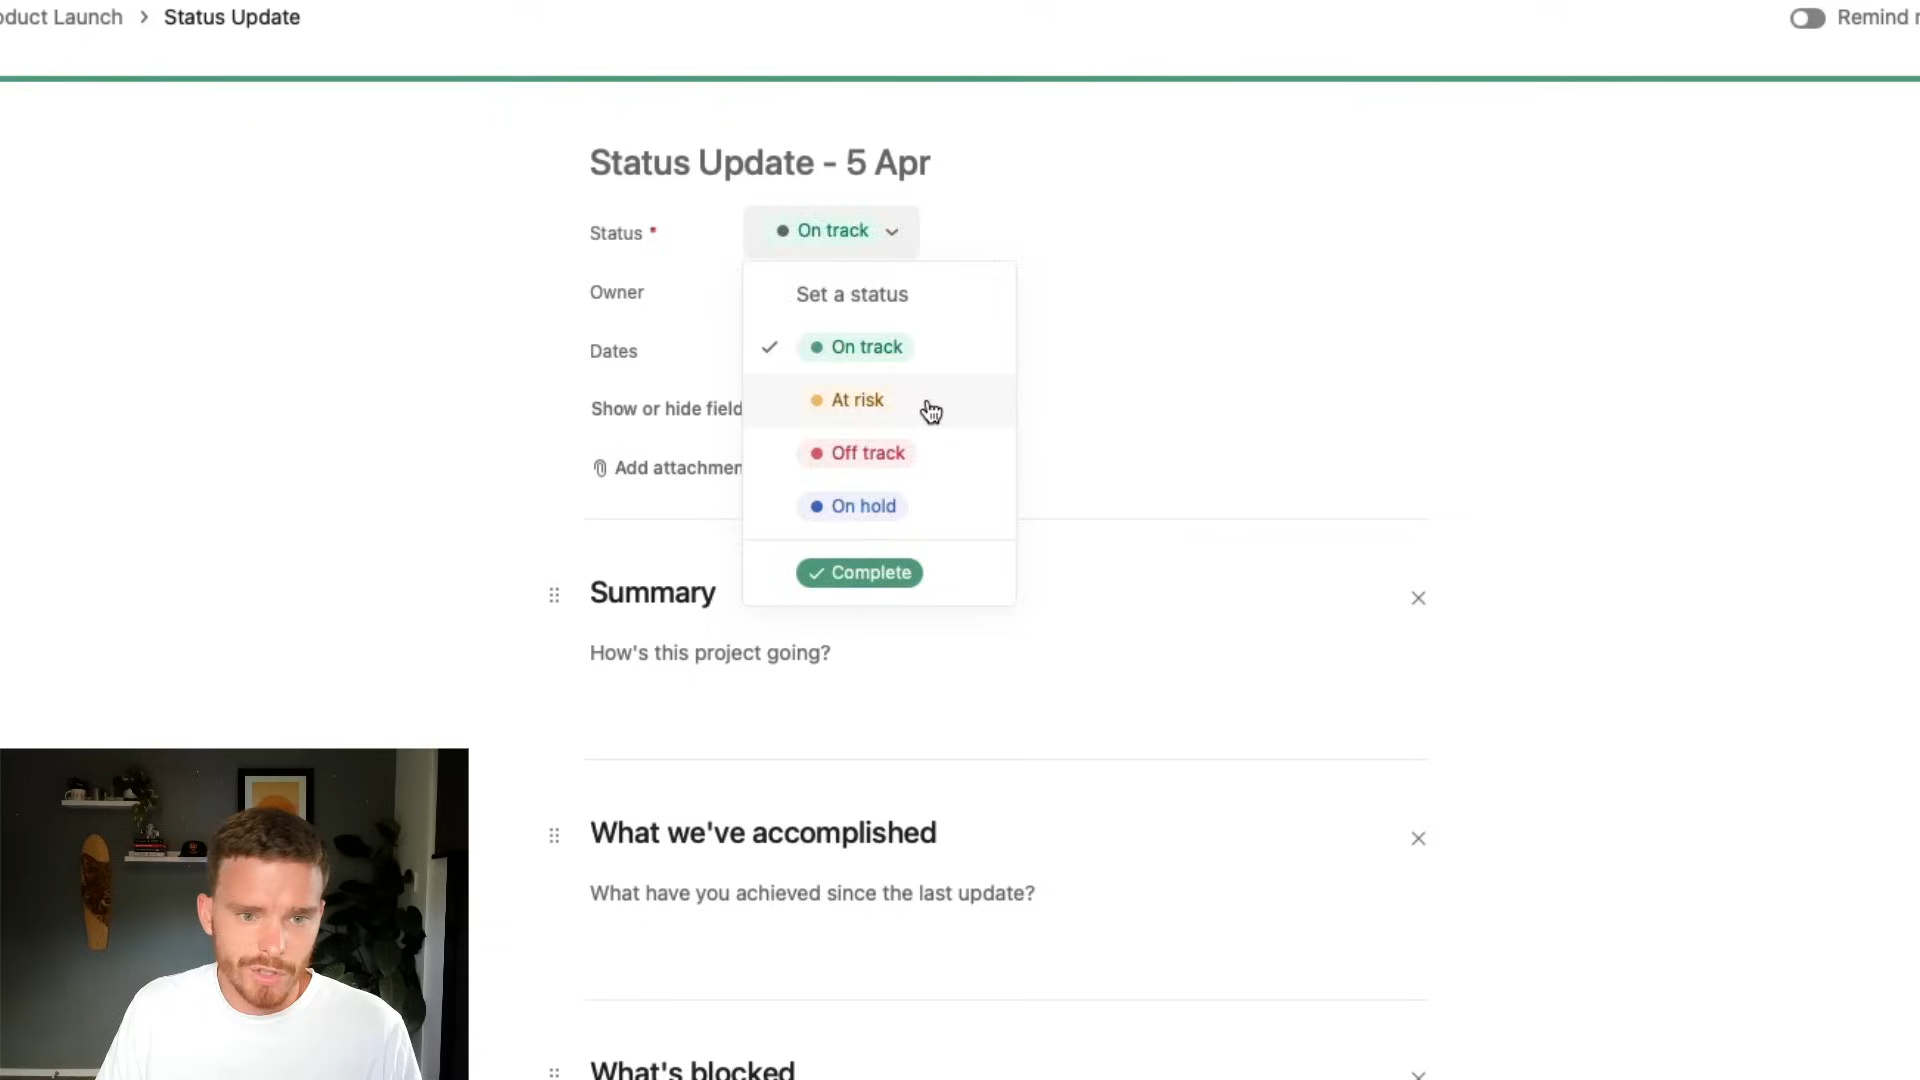 oduct Launch > Status Update
Remind
Status Update - 5 Apr
Status *
On track
Owner
Set a status
On track
Dates
At risk
Show or hide field
Off track
Add attachmen
On hold
Complete
Summary
How's this project going?
What we've accomplished
What have you achieved since the last update?
What's blocked